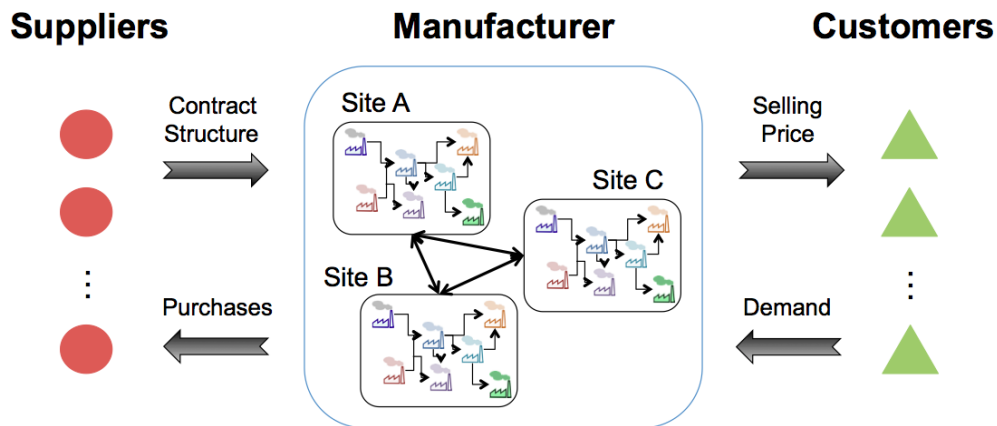 Suppliers
Manufacturer
Customers
Contract
Structure
Site A
Selling
Price
Site C
Site B
Purchases
Demand